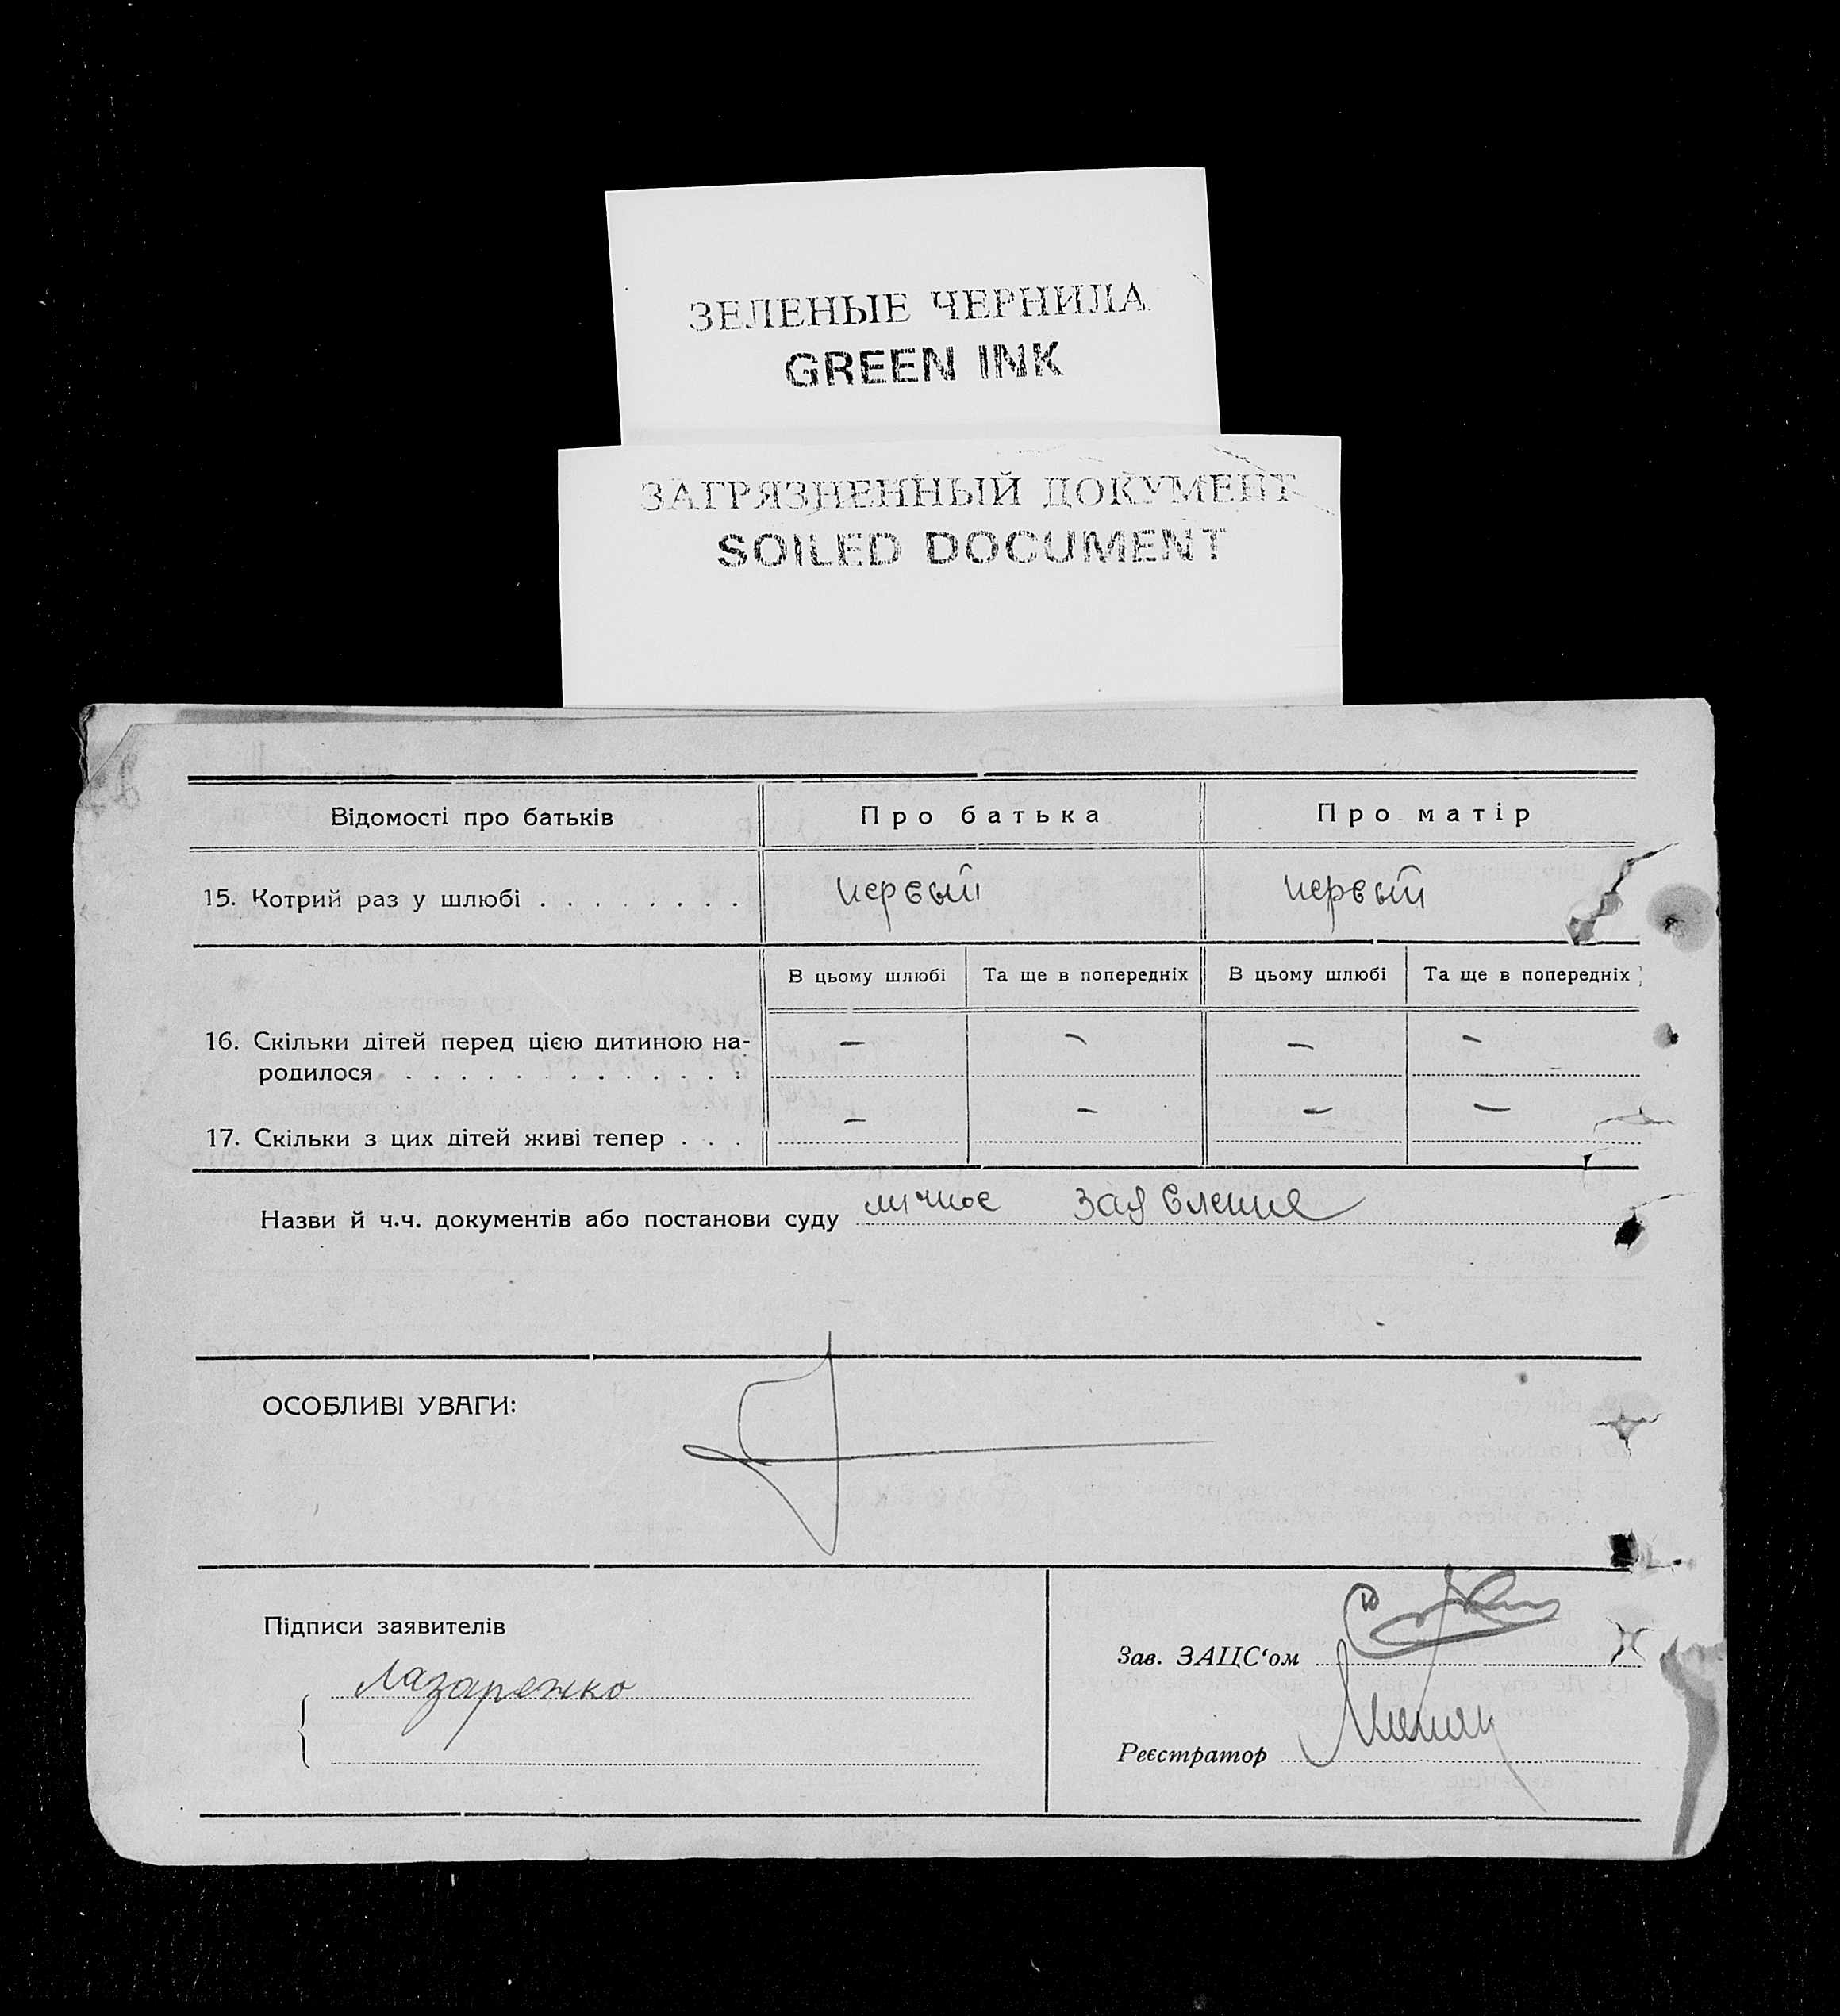 ЗЕЛЕНЫЕ ЧЕРНИЛА
GREEN INK
ЗАГРЯЗНЕННЫЙ ДОКУМЕНТ
SOILED DOCUMENT
Відомості про батьків Про батька Про матір
15. Котрий раз у шлюбі . . . . . . . . первый первый
В цьому шлюбі Та ще в попередніх В цьому шлюбі Та ще в попередніх
16. Скільки дітей перед цією дитиною на- — — — —
родилося . . . . . . . . . . . . .
17. Скільки з цих дітей живі тепер . . . — — — —
Назви й ч.ч. документів або постанови суду личное заявление
ОСОБЛИВІ УВАГИ:
Підписи заявителів
Зав. ЗАЦС‘ом
Лазаренко
Реєстратор